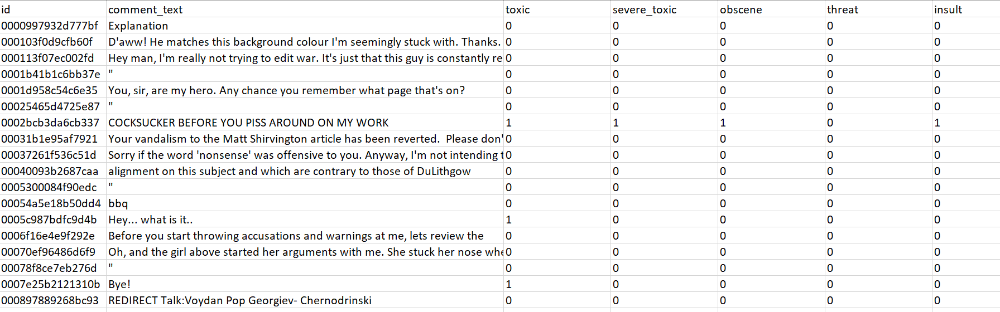 id comment_text toxic severe_toxic obscene threat insult
0000997932d777bf Explanation 0 0 0 0 0
000103f0d9cfb60f D'aww! He matches this background colour I'm seemingly stuck with. Thanks. 0 0 0 0 0
000113f07ec002fd Hey man, I'm really not trying to edit war. It's just that this guy is constantly re 0 0 0 0 0
0001b41b1c6bb37e " 0 0 0 0 0
0001d958c54c6e35 You, sir, are my hero. Any chance you remember what page that's on? 0 0 0 0 0
00025465d4725e87 " 0 0 0 0 0
0002bcb3da6cb337 COCKSUCKER BEFORE YOU PISS AROUND ON MY WORK 1 1 1 0 1
00031b1e95af7921 Your vandalism to the Matt Shirvington article has been reverted.  Please don' 0 0 0 0 0
00037261f536c51d Sorry if the word 'nonsense' was offensive to you. Anyway, I'm not intending t 0 0 0 0 0
00040093b2687caa alignment on this subject and which are contrary to those of DuLithgow 0 0 0 0 0
0005300084f90edc " 0 0 0 0 0
00054a5e18b50dd4 bbq 0 0 0 0 0
0005c987bdfc9d4b Hey... what is it.. 1 0 0 0 0
0006f16e4e9f292e Before you start throwing accusations and warnings at me, lets review the 0 0 0 0 0
00070ef96486d6f9 Oh, and the girl above started her arguments with me. She stuck her nose whe 0 0 0 0 0
00078f8ce7eb276d " 0 0 0 0 0
0007e25b2121310b Bye! 1 0 0 0 0
000897889268bc93 REDIRECT Talk:Voydan Pop Georgiev- Chernodrinski 0 0 0 0 0